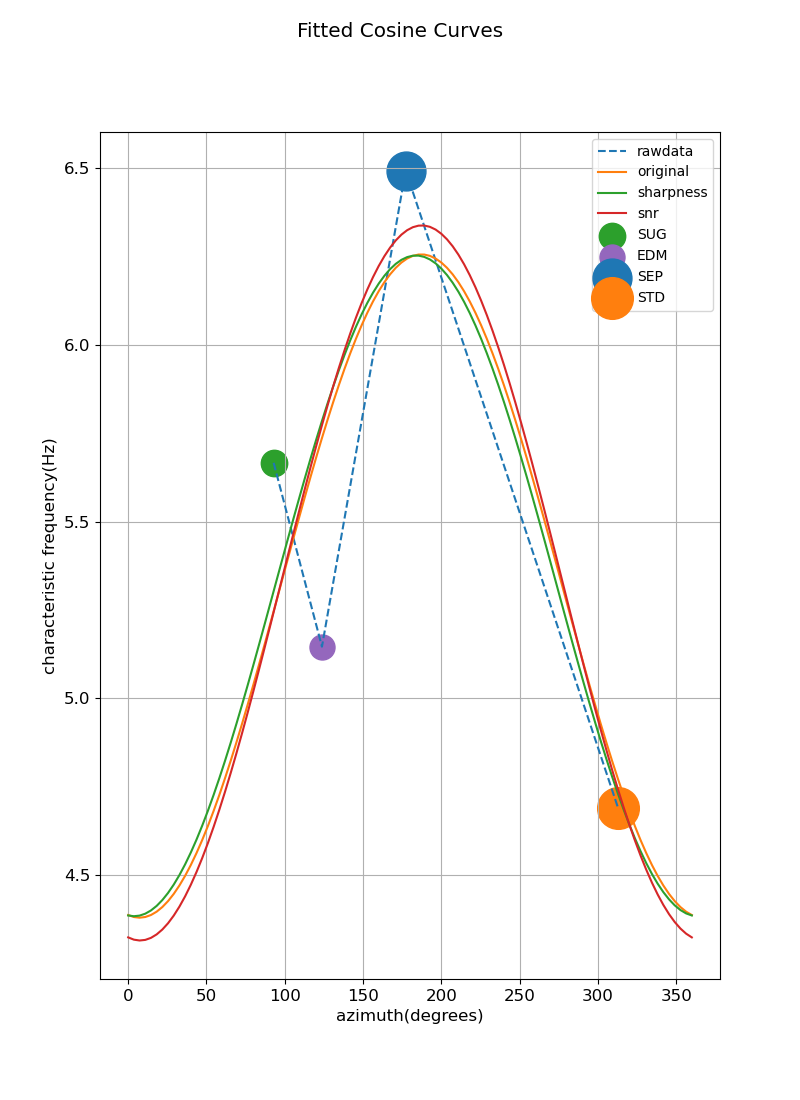 Fitted Cosine Curves
rawdata
original
sharpness
snr
SUG
EDM
SEP
STD
6.5
6.0
5.5
5.0
4.5
characteristic frequency(Hz)
0 50 100 150 200 250 300 350
azimuth(degrees)